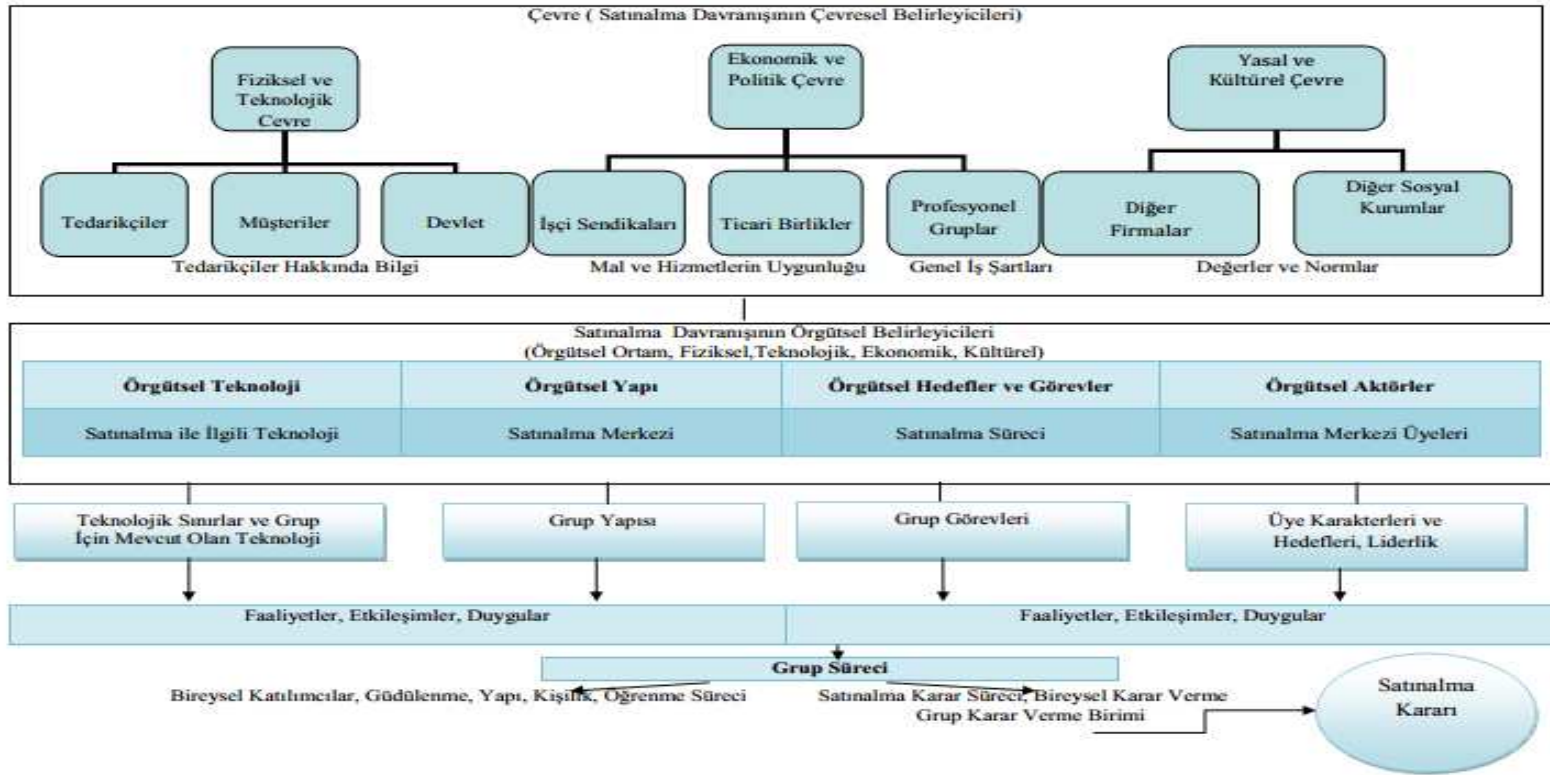 Çevre ( Satınalma Davranışının Çevresel Belirleyicileri)
Fiziksel ve
Teknolojik
Çevre
Ekonomik ve
Politik Çevre
Yasal ve
Kültürel Çevre
Tedarikçiler
Müşteriler
Devlet
İşçi Sendikaları
Ticari Birlikler
Profesyonel
Gruplar
Diğer
Firmalar
Diğer Sosyal
Kurumlar
Tedarikçiler Hakkında Bilgi
Mal ve Hizmetlerin Uygunluğu
Genel İş Şartları
Değerler ve Normlar
Satınalma Davranışının Örgütsel Belirleyicileri
(Örgütsel Ortam, Fiziksel,Teknolojik, Ekonomik, Kültürel)
Örgütsel Teknoloji
Örgütsel Yapı
Örgütsel Hedefler ve Görevler
Örgütsel Aktörler
Satınalma ile İlgili Teknoloji
Satınalma Merkezi
Satınalma Süreci
Satınalma Merkezi Üyeleri
Teknolojik Sınırlar ve Grup
İçin Mevcut Olan Teknoloji
Grup Yapısı
Grup Görevleri
Üye Karakterleri ve
Hedefleri, Liderlik
Faaliyetler, Etkileşimler, Duygular
Faaliyetler, Etkileşimler, Duygular
Grup Süreci
Bireysel Katılımcılar, Güdülenme, Yapı, Kişilik, Öğrenme Süreci
Satınalma Karar Süreci, Bireysel Karar Verme
Grup Karar Verme Birimi
Satınalma
Kararı